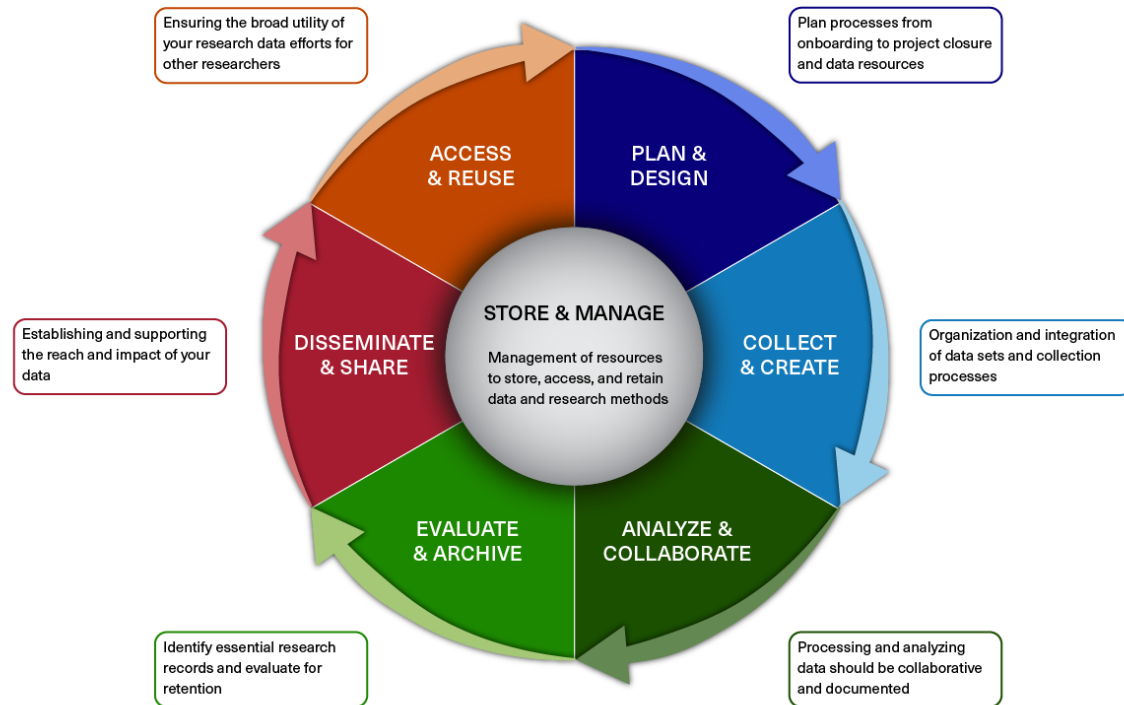 Ensuring the broad utility of
your research data efforts for
other researchers
Plan processes from
onboarding to project closure
and data resources
ACCESS
& REUSE
PLAN &
DESIGN
STORE & MANAGE
Management of resources
to store, access, and retain
data and research methods
DISSEMINATE
& SHARE
COLLECT
& CREATE
Establishing and supporting
the reach and impact of your
data
Organization and integration
of data sets and collection
processes
EVALUATE
& ARCHIVE
ANALYZE &
COLLABORATE
Identify essential research
records and evaluate for
retention
Processing and analyzing
data should be collaborative
and documented